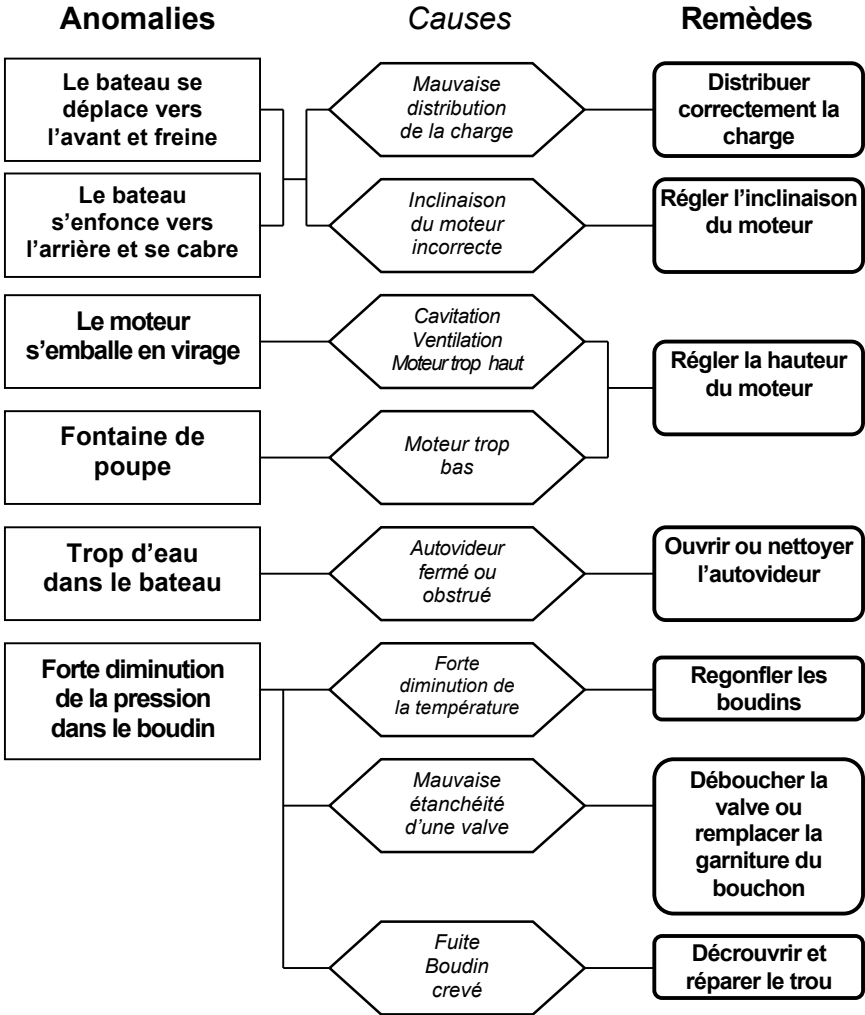 Anomalies
Causes
Remèdes
Le bateau se
déplace vers
l’avant et freine
Mauvaise
distribution
de la charge
Distribuer
correctement la
charge
Le bateau
s’enfonce vers
l’arrière et se cabre
Inclinaison
du moteur
incorrecte
Régler l’inclinaison
du moteur
Le moteur
s’emballe en virage
Cavitation
Ventilation
Moteur trop haut
Régler la hauteur
du moteur
Fontaine de
poupe
Moteur trop
bas
Trop d’eau
dans le bateau
Autovideur
fermé ou
obstrué
Ouvrir ou nettoyer
l’autovideur
Forte diminution
de la pression
dans le boudin
Forte
diminution de
la température
Regonfler les
boudins
Mauvaise
étanchéité
d’une valve
Déboucher la
valve ou
remplacer la
garniture du
bouchon
Fuite
Boudin
crevé
Décrouvrir et
réparer le trou